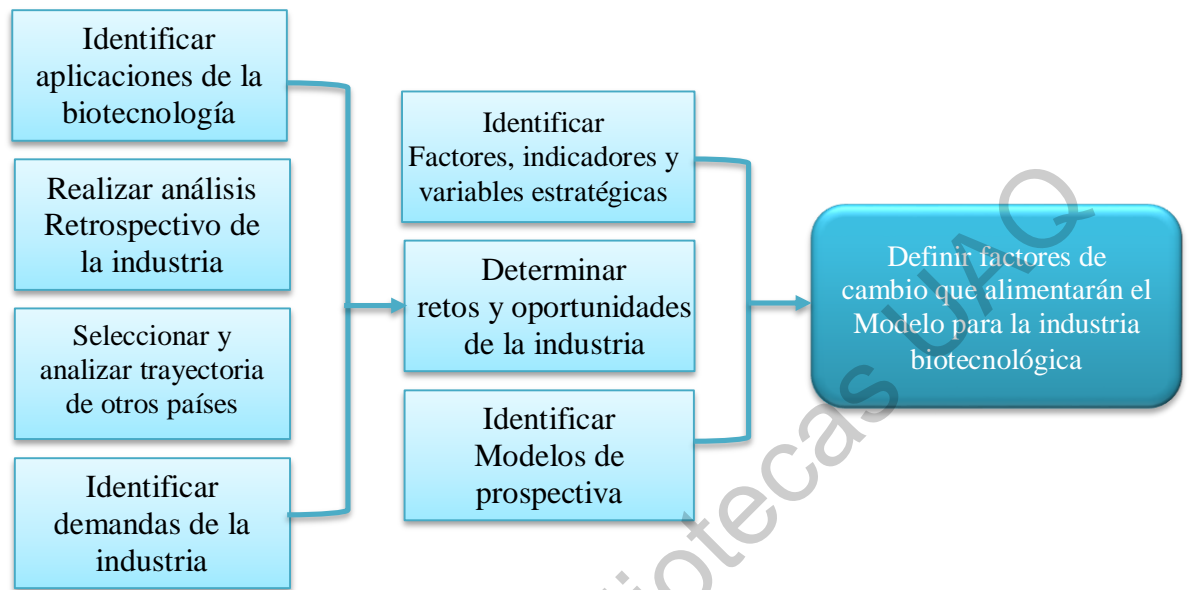 Identificar
aplicaciones de la
biotecnología
Realizar análisis
Retrospectivo de
la industria
Seleccionar y
analizar trayectoria
de otros países
Identificar
demandas de la
industria
Identificar
Factores, indicadores y
variables estratégicas
Determinar
retos y oportunidades
de la industria
Identificar
Modelos de
prospectiva
Definir factores de
cambio que alimentarán el
Modelo para la industria
biotecnológica
UAQ